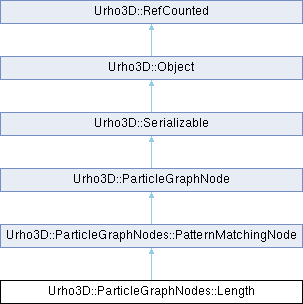 Urho3D::RefCounted
Urho3D::Object
Urho3D::Serializable
Urho3D::ParticleGraphNode
Urho3D::ParticleGraphNodes::PatternMatchingNode
Urho3D::ParticleGraphNodes::Length